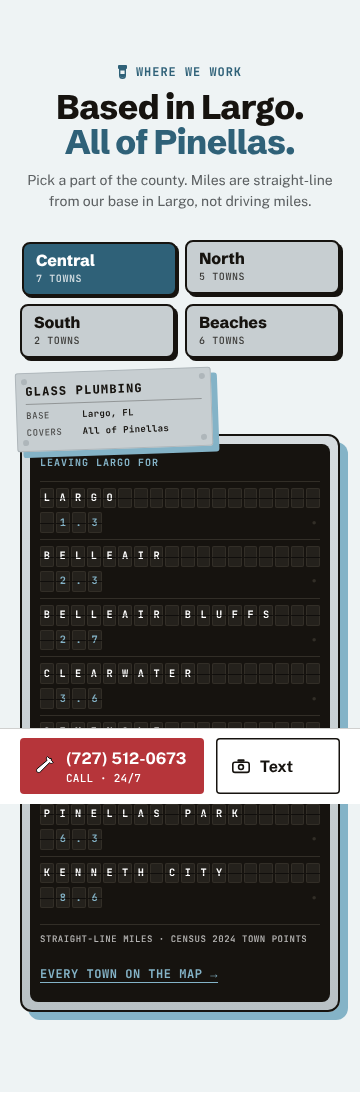 WHERE WE WORK
Based in Largo.
All of Pinellas.
Pick a part of the county. Miles are straight-line
from our base in Largo, not driving miles.
Central
7 TOWNS
North
5 TOWNS
South
2 TOWNS
Beaches
6 TOWNS
GLASS PLUMBING
BASE Largo, FL
COVERS All of Pinellas
LEAVING LARGO FOR
LARGO
1.3
BELLEAIR
2.3
BELLEAIR BLUFFS
2.7
CLEARWATER
3.6
(727) 512-0673
CALL · 24/7
Text
PINELLAS PARK
6.3
KENNETH CITY
8.6
STRAIGHT-LINE MILES · CENSUS 2024 TOWN POINTS
EVERY TOWN ON THE MAP →